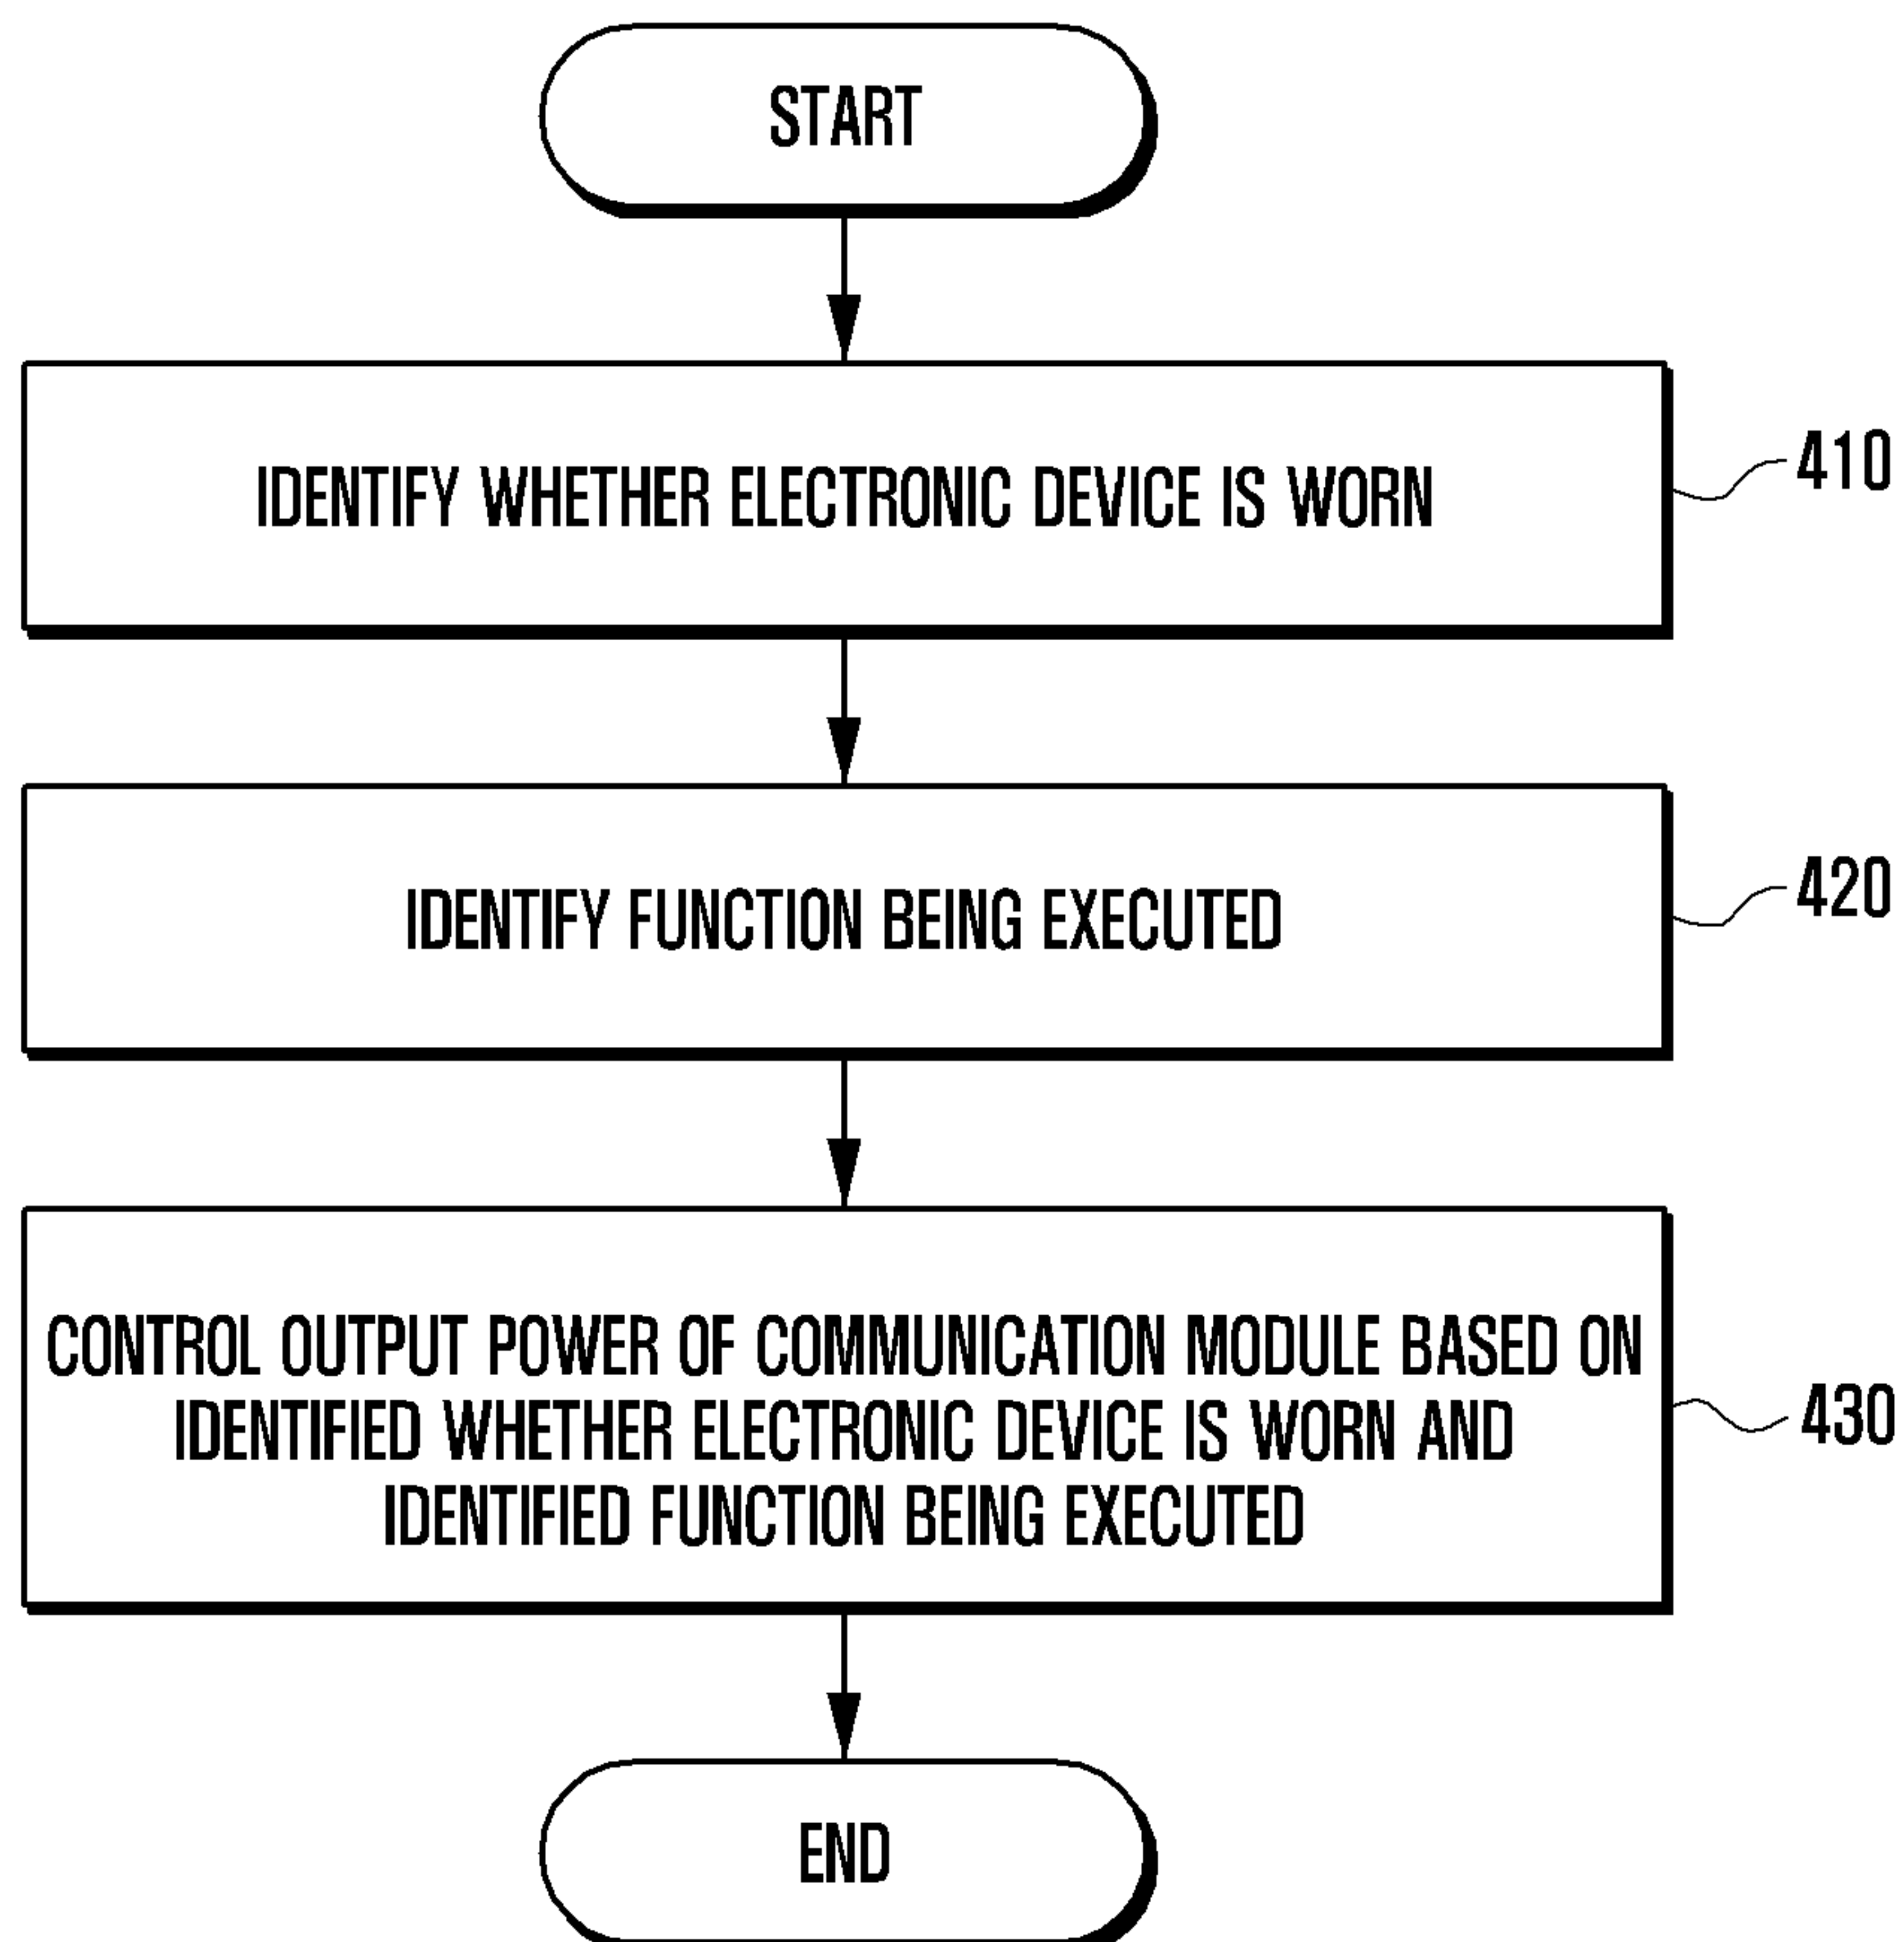 START
IDENTIFY WHETHER ELECTRONIC DEVICE IS WORN
410
IDENTIFY FUNCTION BEING EXECUTED
420
CONTROL OUTPUT POWER OF COMMUNICATION MODULE BASED ON
IDENTIFIED WHETHER ELECTRONIC DEVICE IS WORN AND
IDENTIFIED FUNCTION BEING EXECUTED
430
END